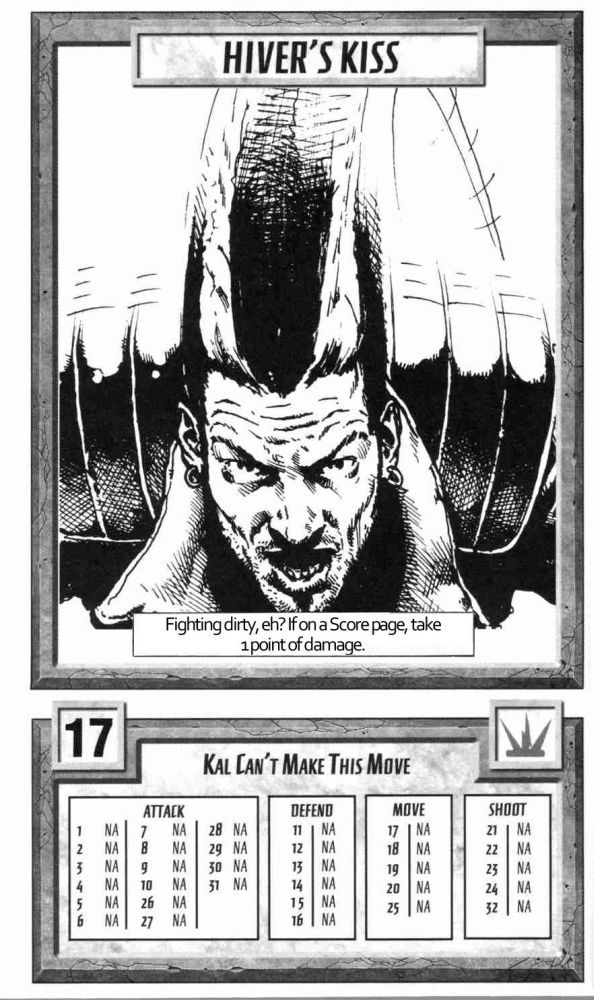 HIVER'S KISS
Fighting dirty, eh? If on a Score page, take
1 point of damage.
17
KAL CAN'T MAKE THIS MOVE
ATTACK
1 NA 7 NA 28 NA
2 NA 8 NA 29 NA
3 NA 9 NA 30 NA
4 NA 10 NA 31 NA
5 NA 26 NA
6 NA 27 NA
DEFEND
11 NA
12 NA
13 NA
14 NA
15 NA
16 NA
MOVE
17 NA
18 NA
19 NA
20 NA
25 NA
SHOOT
21 NA
22 NA
23 NA
24 NA
32 NA